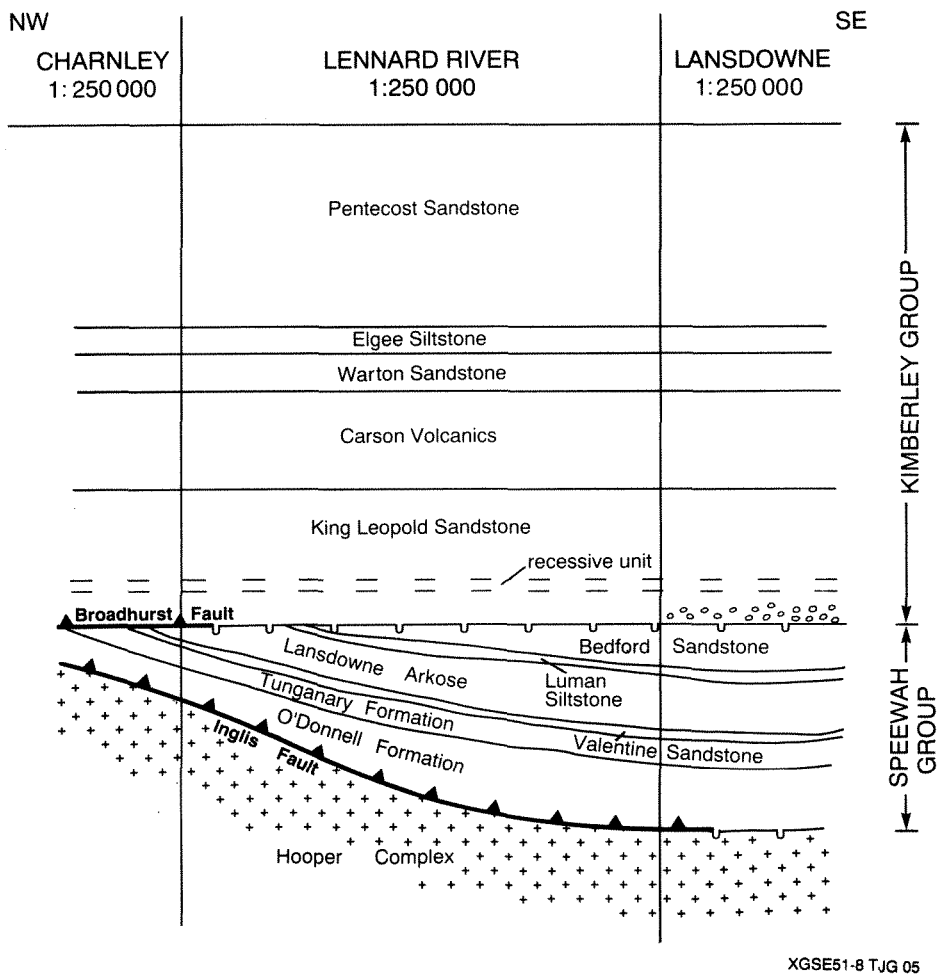 NW
SE
CHARNLEY
1:250 000
LENNARD RIVER
1:250 000
LANSDOWNE
1:250 000
Pentecost Sandstone
Elgee Siltstone
Warton Sandstone
Carson Volcanics
King Leopold Sandstone
recessive unit
Broadhurst Fault
Bedford Sandstone
Lansdowne Arkose
Luman
Siltstone
Tunganary Formation
Valentine Sandstone
O'Donnell Formation
Inglis Fault
Hooper Complex
KIMBERLEY GROUP
SPEEWAH
GROUP
XGSE51-8 TJG 05